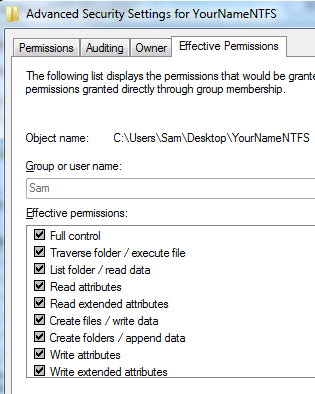 Advanced Security Settings for YourNameNTFS
Permissions Auditing Owner Effective Permissions
The following list displays the permissions that would be
permissions granted directly through group membership.
Object name: C:\Users\Sam\Desktop\YourNameNTFS
Group or user name:
Sam
Effective permissions:
Full control
Traverse folder / execute file
List folder / read data
Read attributes
Read extended attributes
Create files / write data
Create folders / append data
Write attributes
Write extended attributes